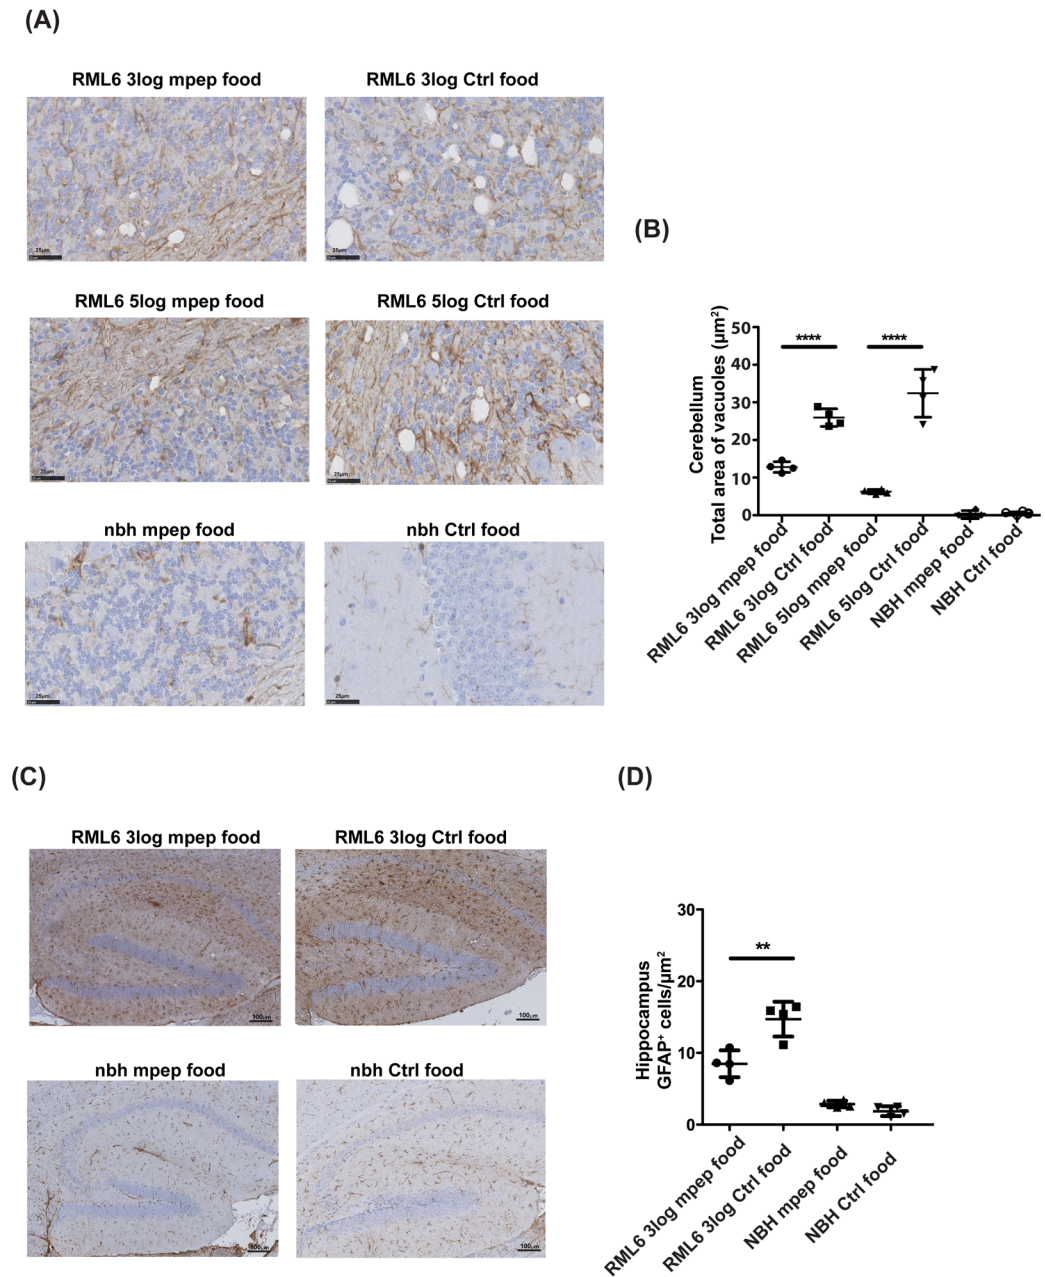 (A)
RML6 3log mpep food
RML6 3log Ctrl food
25µm
25µm
RML6 5log mpep food
RML6 5log Ctrl food
25µm
25µm
nbh mpep food
nbh Ctrl food
25µm
25µm
(B)
Cerebellum
Total area of vacuoles (µm²)
50
40
30
20
10
0
****
****
RML6 3log mpep food
RML6 3log Ctrl food
RML6 5log mpep food
RML6 5log Ctrl food
NBH mpep food
NBH Ctrl food
(C)
RML6 3log mpep food
RML6 3log Ctrl food
100µm
100µm
nbh mpep food
nbh Ctrl food
100µm
100µm
(D)
Hippocampus
GFAP⁺ cells/µm²
30
20
10
0
**
RML6 3log mpep food
RML6 3log Ctrl food
NBH mpep food
NBH Ctrl food